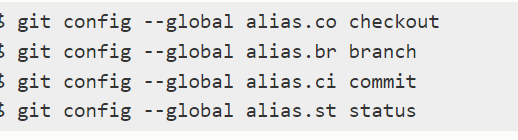 $ git config --global alias.co checkout
$ git config --global alias.br branch
$ git config --global alias.ci commit
$ git config --global alias.st status